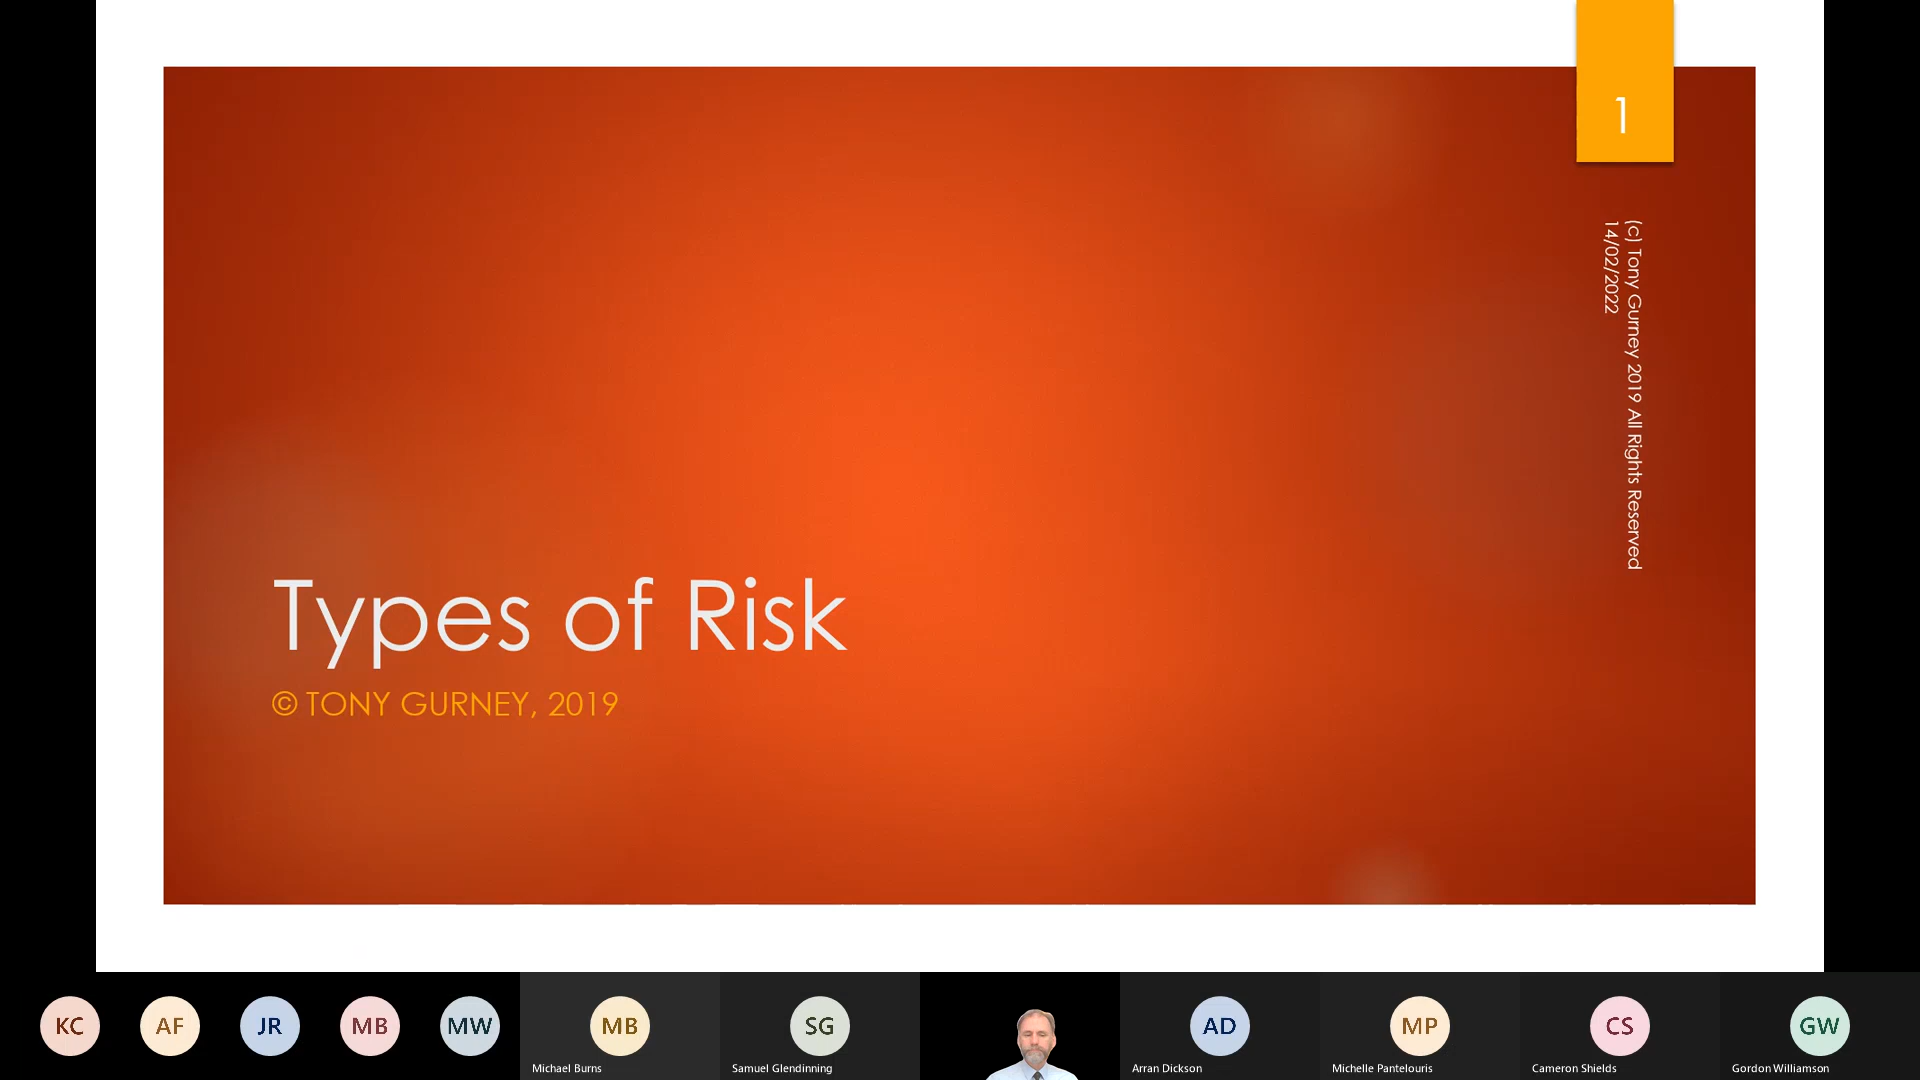 1
(c) Tony Gurney 2019 All Rights Reserved
14/02/2022
Types of Risk
© TONY GURNEY, 2019
KC
AF
JR
MB
MW
MB
Michael Burns
SG
Samuel Glendinning
AD
Arran Dickson
MP
Michelle Pantelouris
CS
Cameron Shields
GW
Gordon Williamson